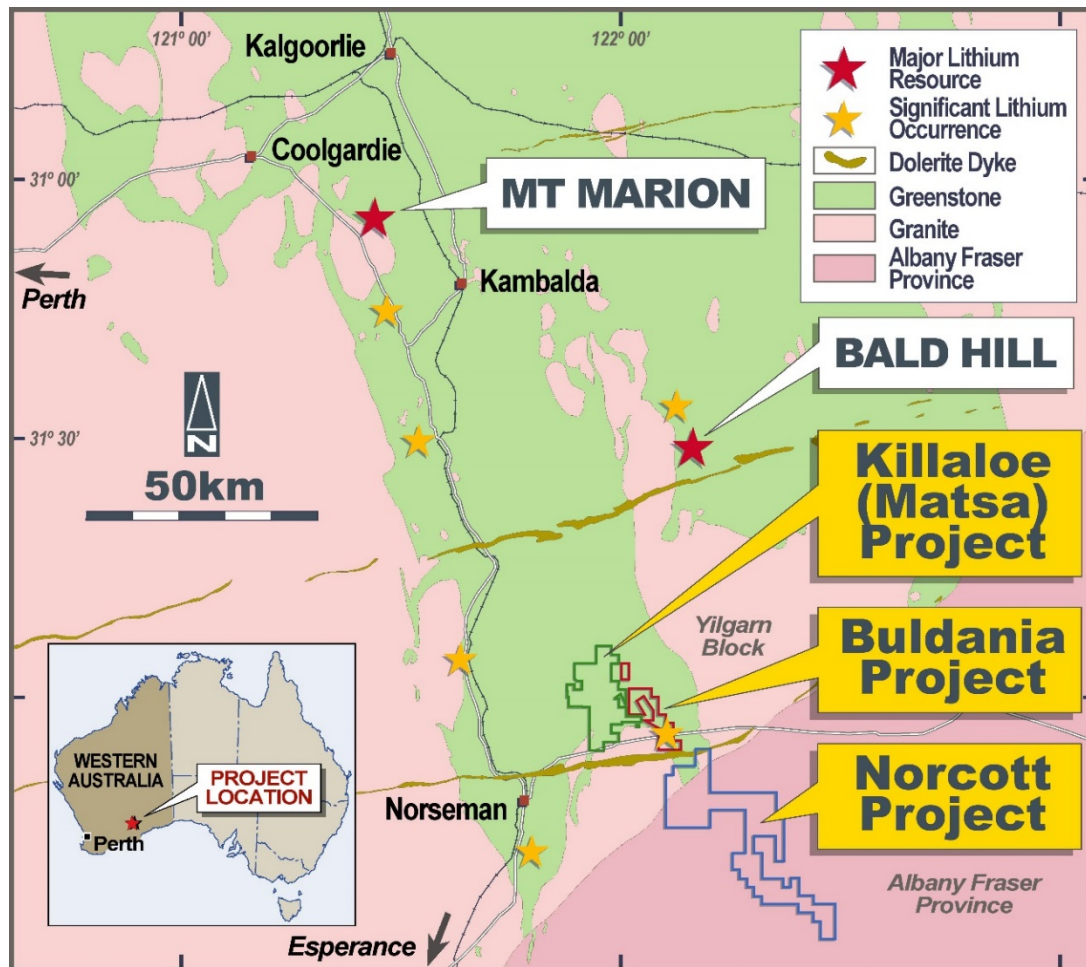 121° 00'
122° 00'
Kalgoorlie
Coolgardie
31° 00'
MT MARION
Perth
Kambalda
Major Lithium
Resource
Significant Lithium
Occurrence
Dolerite Dyke
Greenstone
Granite
Albany Fraser
Province
BALD HILL
N
31° 30'
50km
Killaloe
(Matsa)
Project
Yilgarn
Block
Buldania
Project
Norseman
Norcott
Project
Albany Fraser
Province
Esperance
WESTERN
AUSTRALIA
PROJECT
LOCATION
Perth